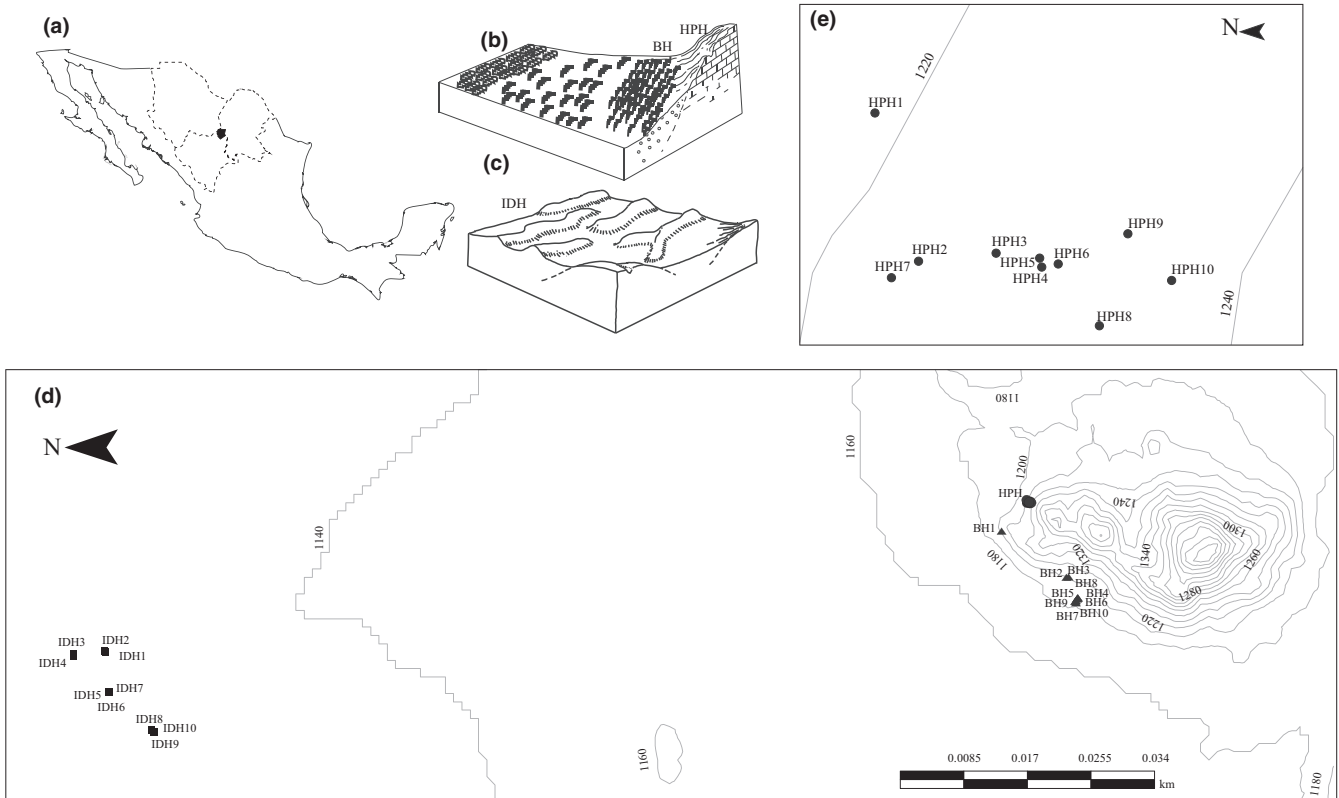 (a)
(b)
HPH
BH
(c)
IDH
(e)
N
1220
HPH1
HPH9
HPH3
HPH2
HPH6
HPH5
HPH7
HPH4
HPH10
1240
HPH8
(d)
N
1180
1160
1200
HPH
1240
1140
BH1
1300
1180
1320
1340
1260
BH2
BH3
BH8
BH5
BH4
1280
BH9
BH6
BH7
BH10
1220
IDH3
IDH2
IDH4
IDH1
IDH5
IDH7
IDH6
IDH8
IDH10
IDH9
1160
0.0085
0.017
0.0255
0.034
km
1180